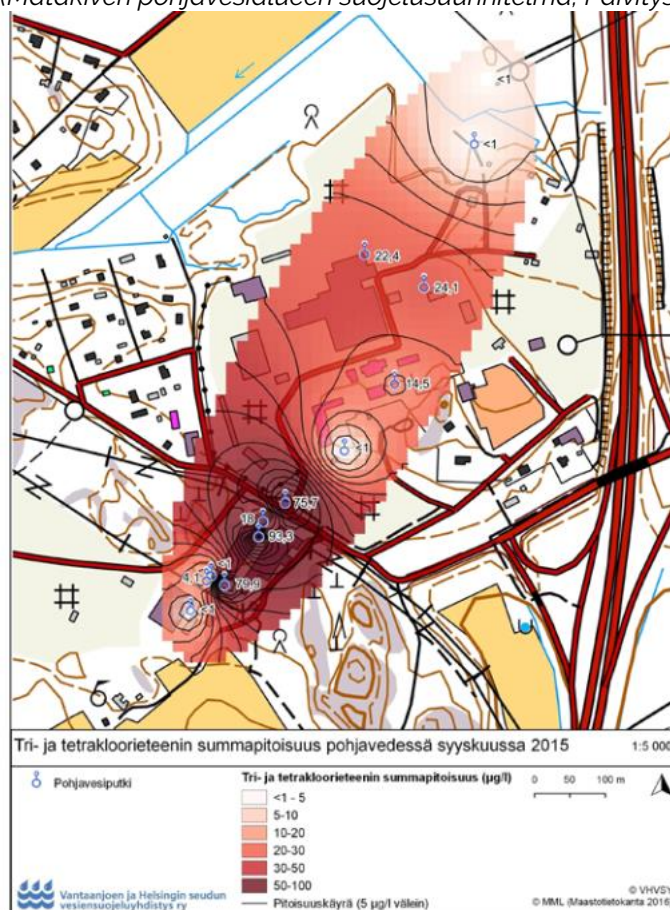 (Matakiven pohjavesialueen suojelusuunnitelma, Päivitys
<1
<1
22,4
24,1
14,5
<1
75,7
18
93,3
<1
4,1
79,9
<1
Tri- ja tetrakloorieteenin summapitoisuus pohjavedessä syyskuussa 2015 1:5 000
Pohjavesiputki
Tri- ja tetrakloorieteenin summapitoisuus (µg/l)
<1 - 5
5-10
10-20
20-30
30-50
50-100
Pitoisuuskäyrä (5 µg/l välein)
0 50 100 m
Vantaanjoen ja Helsingin seudun
vesiensuojeluyhdistys ry
© VHVSY
© MML (Maastotietokanta 2016)